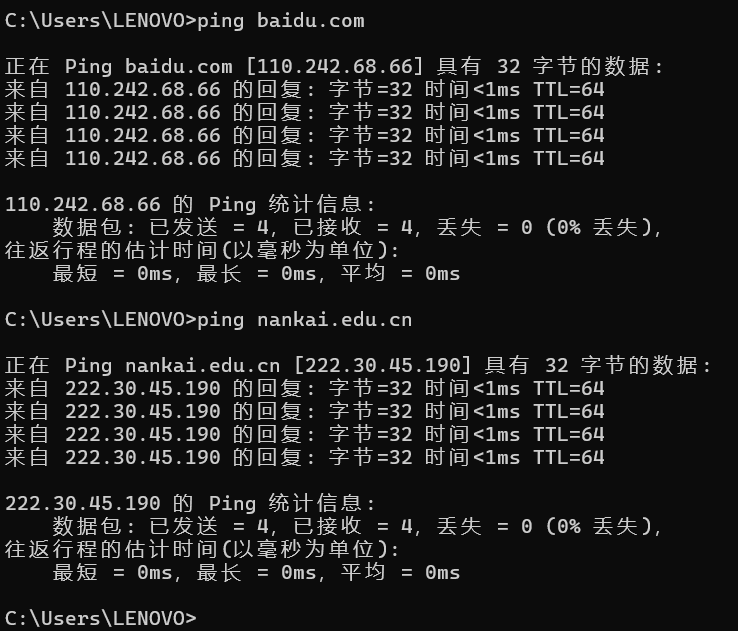 C:\Users\LENOVO>ping baidu.com
正在 Ping baidu.com [110.242.68.66] 具有 32 字节的数据:
来自 110.242.68.66 的回复: 字节=32 时间<1ms TTL=64
来自 110.242.68.66 的回复: 字节=32 时间<1ms TTL=64
来自 110.242.68.66 的回复: 字节=32 时间<1ms TTL=64
来自 110.242.68.66 的回复: 字节=32 时间<1ms TTL=64
110.242.68.66 的 Ping 统计信息:
    数据包: 已发送 = 4, 已接收 = 4, 丢失 = 0 (0% 丢失),
往返行程的估计时间(以毫秒为单位):
    最短 = 0ms, 最长 = 0ms, 平均 = 0ms
C:\Users\LENOVO>ping nankai.edu.cn
正在 Ping nankai.edu.cn [222.30.45.190] 具有 32 字节的数据:
来自 222.30.45.190 的回复: 字节=32 时间<1ms TTL=64
来自 222.30.45.190 的回复: 字节=32 时间<1ms TTL=64
来自 222.30.45.190 的回复: 字节=32 时间<1ms TTL=64
来自 222.30.45.190 的回复: 字节=32 时间<1ms TTL=64
222.30.45.190 的 Ping 统计信息:
    数据包: 已发送 = 4, 已接收 = 4, 丢失 = 0 (0% 丢失),
往返行程的估计时间(以毫秒为单位):
    最短 = 0ms, 最长 = 0ms, 平均 = 0ms
C:\Users\LENOVO>